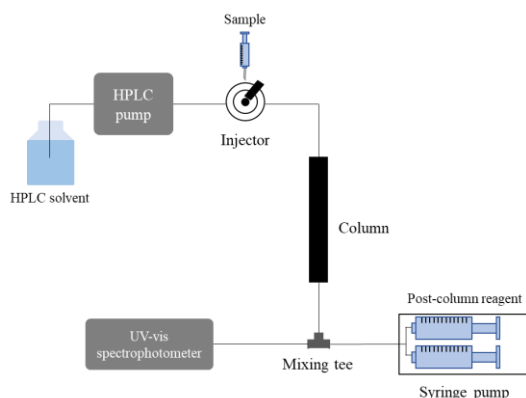 Sample
HPLC
pump
Injector
HPLC solvent
Column
Post-column reagent
UV-vis
spectrophotometer
Mixing tee
Syringe pump